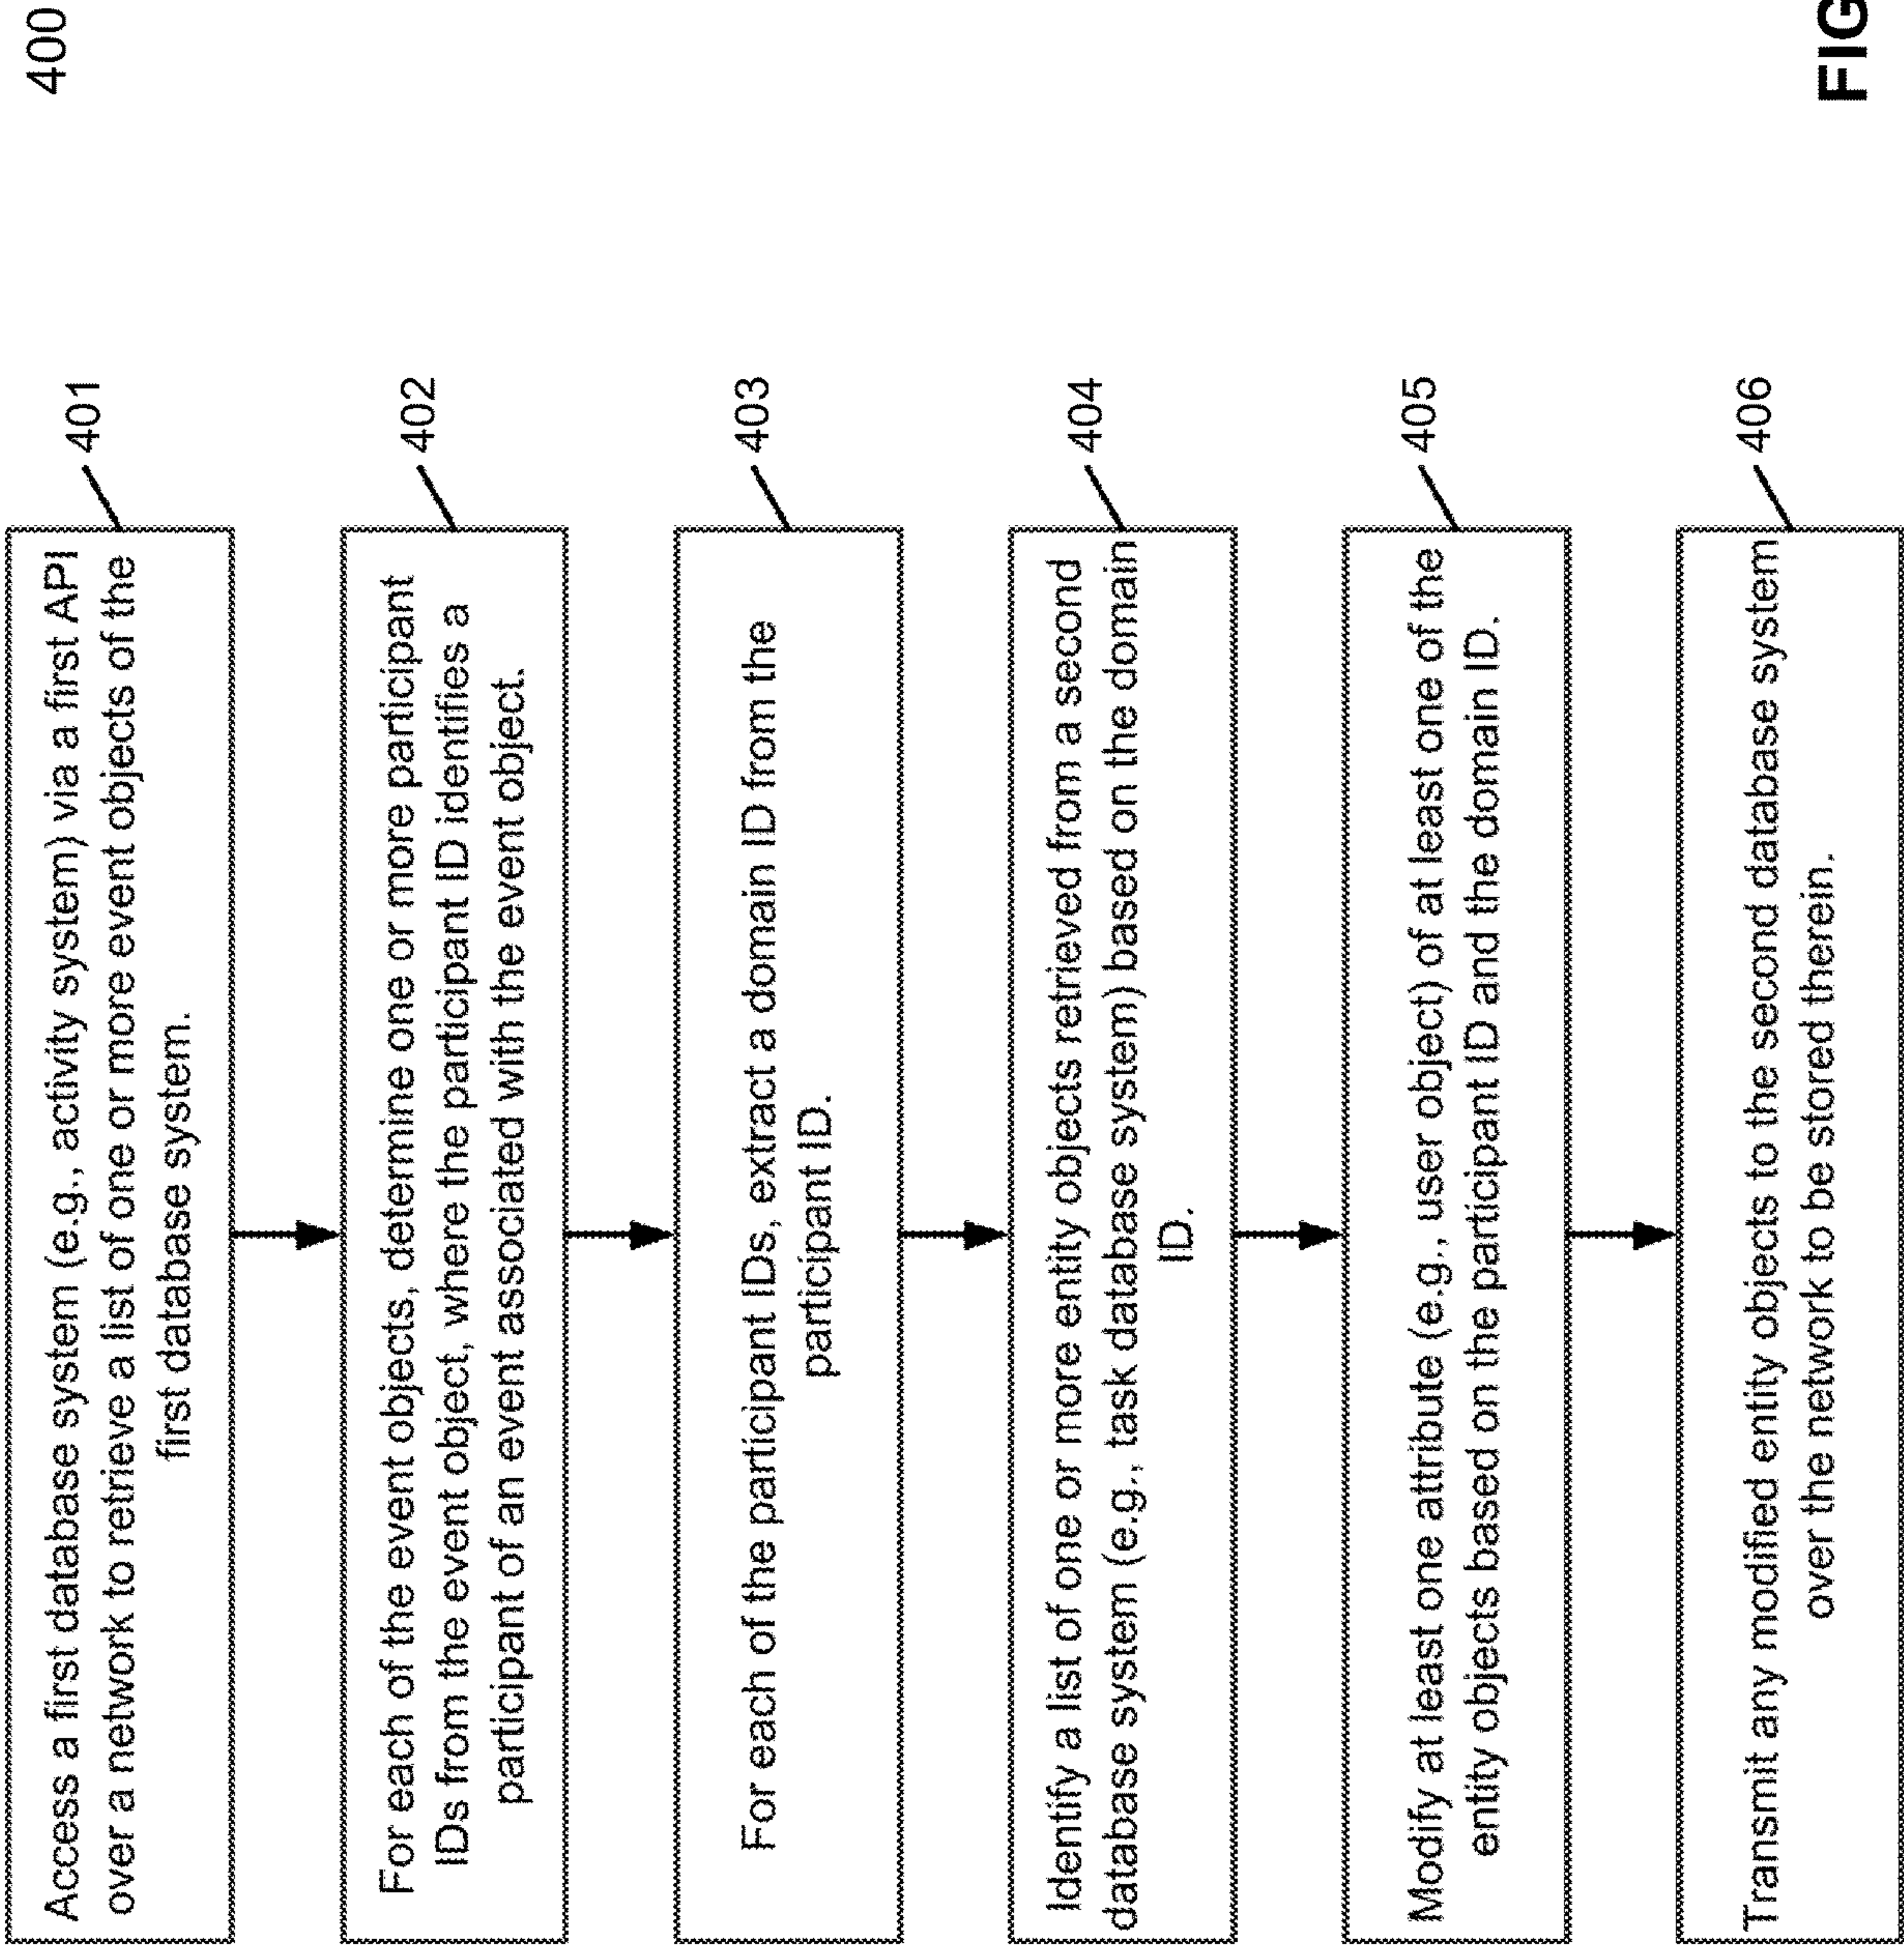 400
Access a first database system (e.g., activity system) via a first API
over a network to retrieve a list of one or more event objects of the
first database system.
401
For each of the event objects, determine one or more participant
IDs from the event object, where the participant ID identifies a
participant of an event associated with the event object.
402
For each of the participant IDs, extract a domain ID from the
participant ID.
403
Identify a list of one or more entity objects retrieved from a second
database system (e.g., task database system) based on the domain
ID.
404
Modify at least one attribute (e.g., user object) of at least one of the
entity objects based on the participant ID and the domain ID.
405
Transmit any modified entity objects to the second database system
over the network to be stored therein.
406
FIG